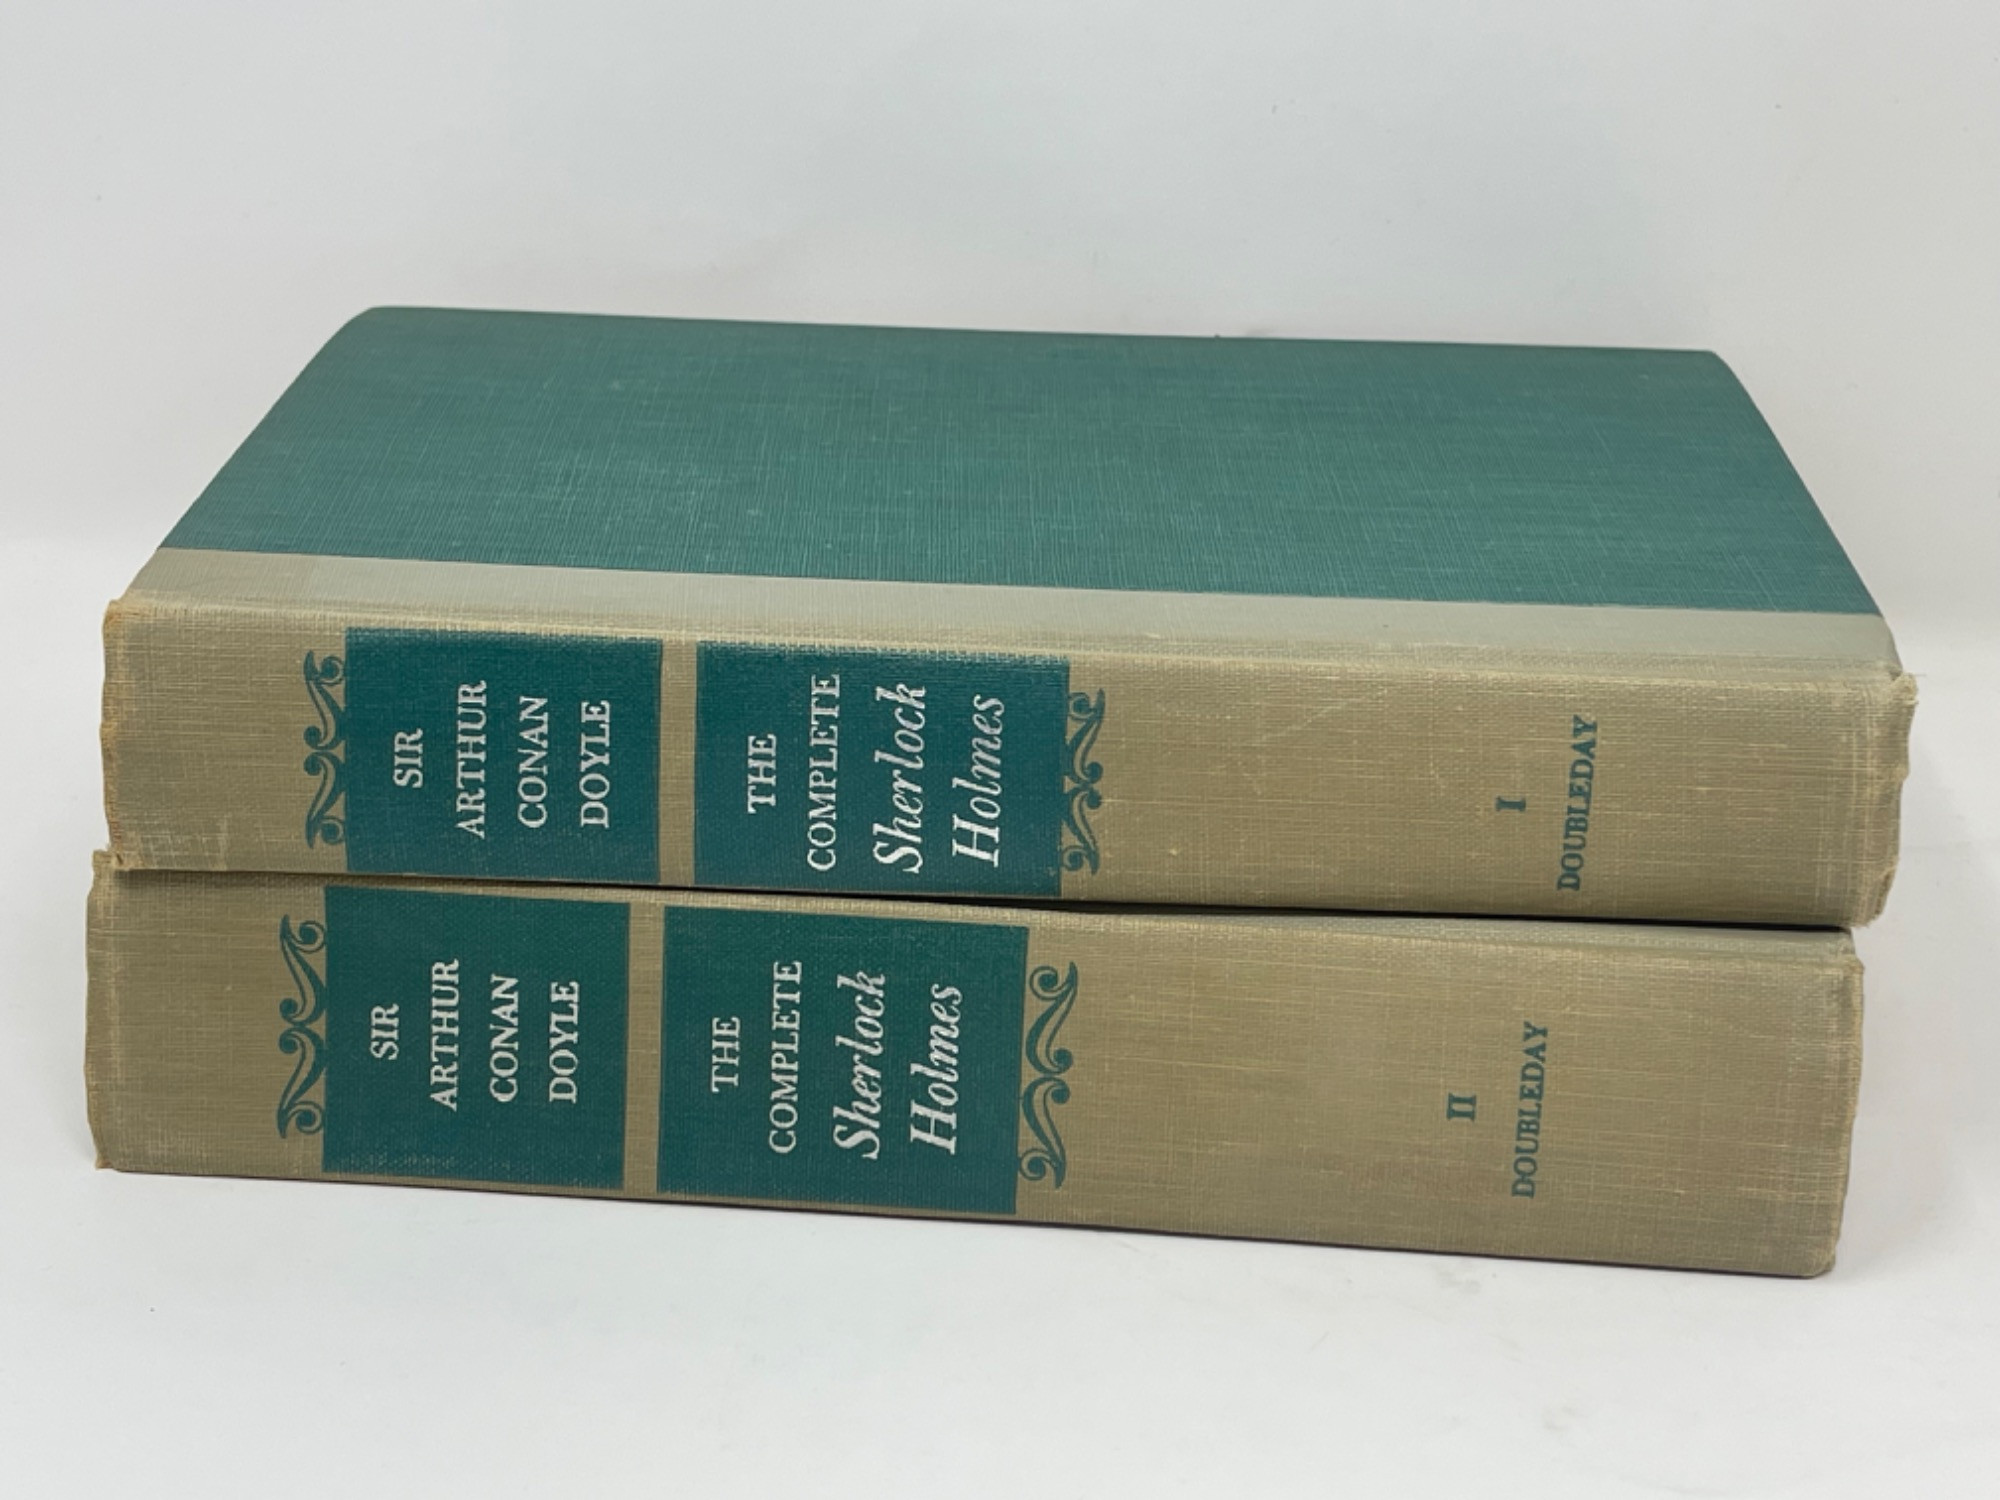 SIR
ARTHUR
CONAN
DOYLE
THE
COMPLETE
Sherlock
Holmes
I
DOUBLEDAY
SIR
ARTHUR
CONAN
DOYLE
THE
COMPLETE
Sherlock
Holmes
II
DOUBLEDAY